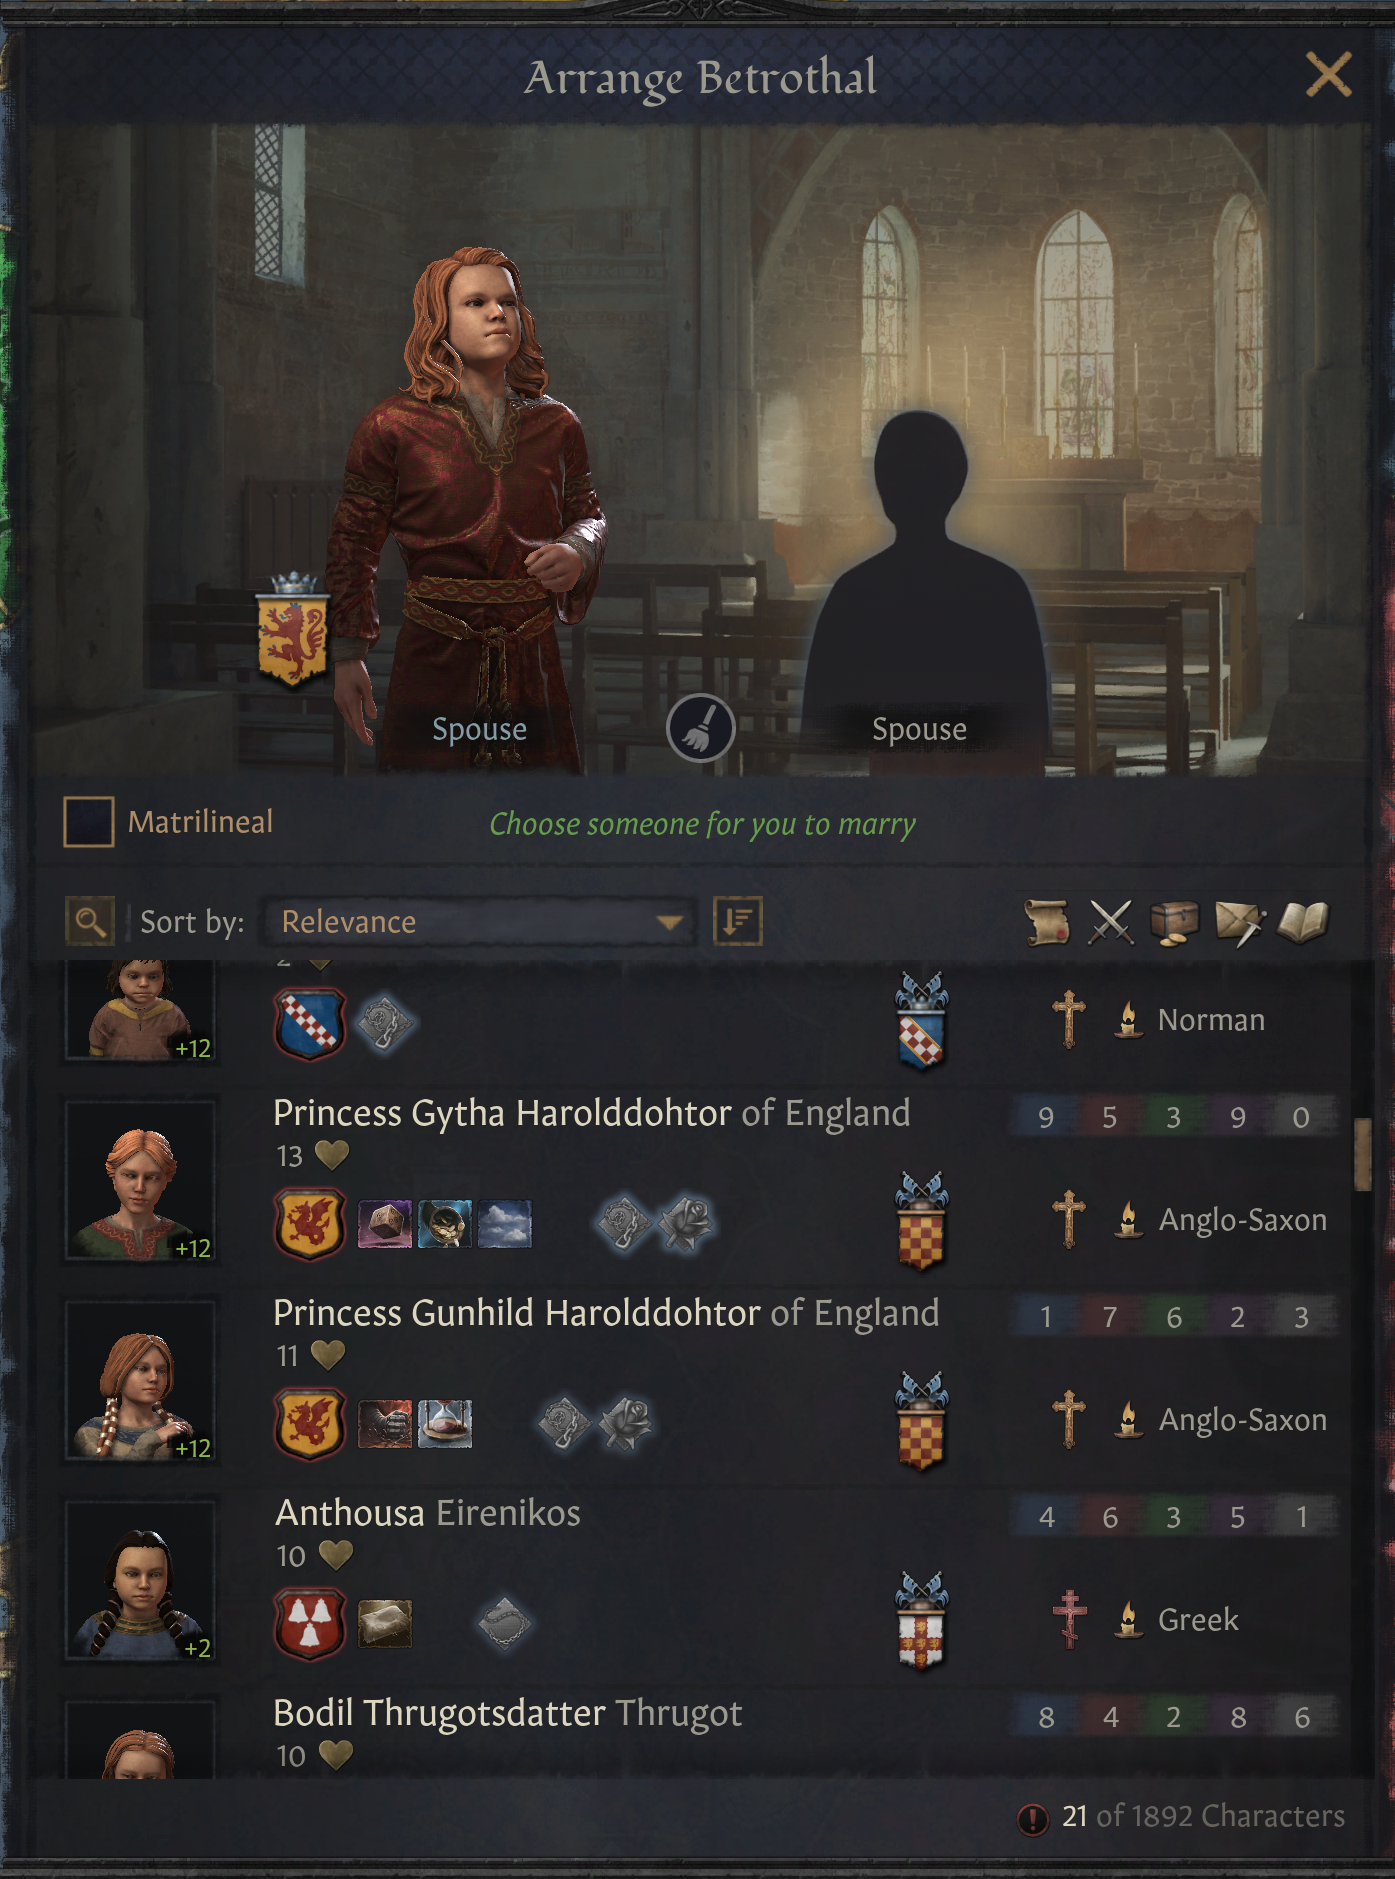 Arrange Betrothal
Spouse
Spouse
Matrilineal
Choose someone for you to marry
Sort by:
Relevance
2
+12
Norman
Princess Gytha Harolddohtor of England
9 5 3 9 0
13
+12
Anglo-Saxon
Princess Gunhild Harolddohtor of England
1 7 6 2 3
11
+12
Anglo-Saxon
Anthousa Eirenikos
4 6 3 5 1
10
+2
Greek
Bodil Thrugotsdatter Thrugot
8 4 2 8 6
10
21 of 1892 Characters